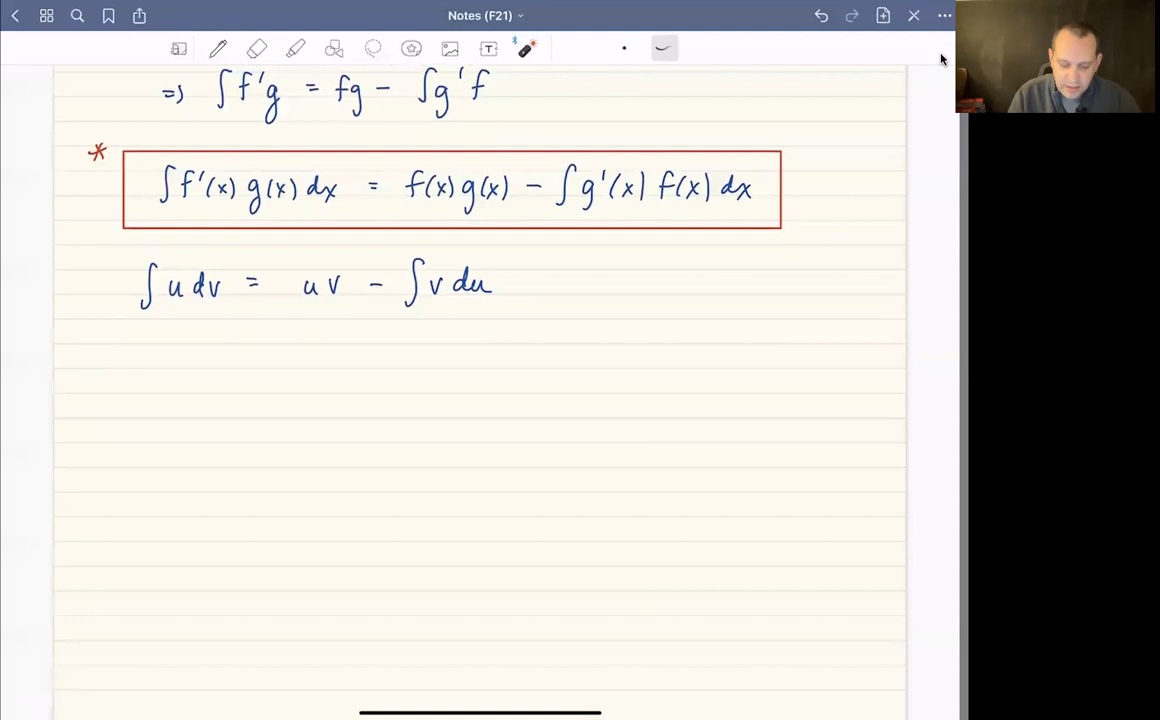 Notes (F21)
⇒ ∫ f'g = fg - ∫ g'f
* ∫ f'(x) g(x) dx = f(x) g(x) - ∫ g'(x) f(x) dx
∫ u dv = uv - ∫ v du